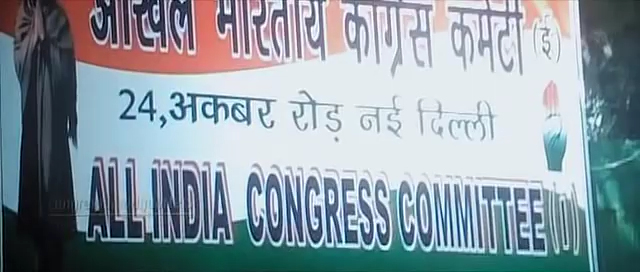 अखिल भारतीय कांग्रेस कमेटी (ई)
24,अकबर रोड़ नई दिल्ली
ALL INDIA CONGRESS COMMITTEE (I)